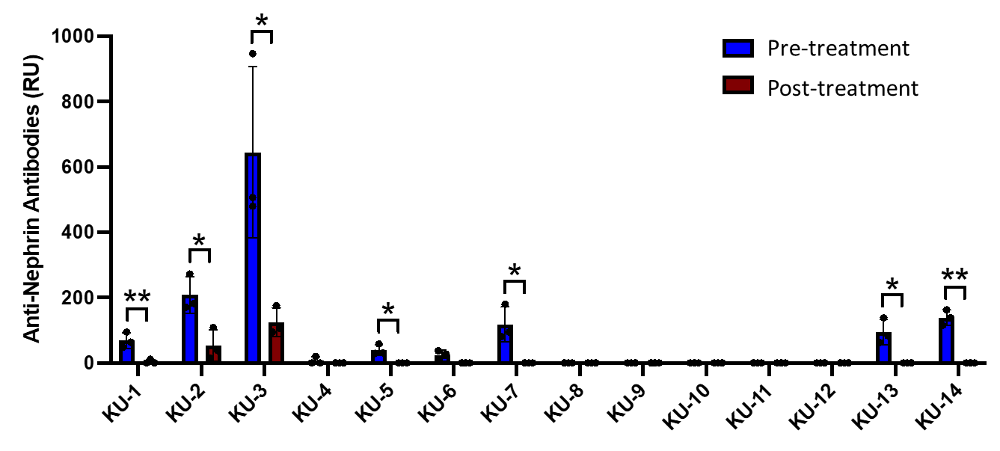 Anti-Nephrin Antibodies (RU)
1000
800
600
400
200
0
*
*
**
*
*
*
**
*
Pre-treatment
Post-treatment
KU-1
KU-2
KU-3
KU-4
KU-5
KU-6
KU-7
KU-8
KU-9
KU-10
KU-11
KU-12
KU-13
KU-14